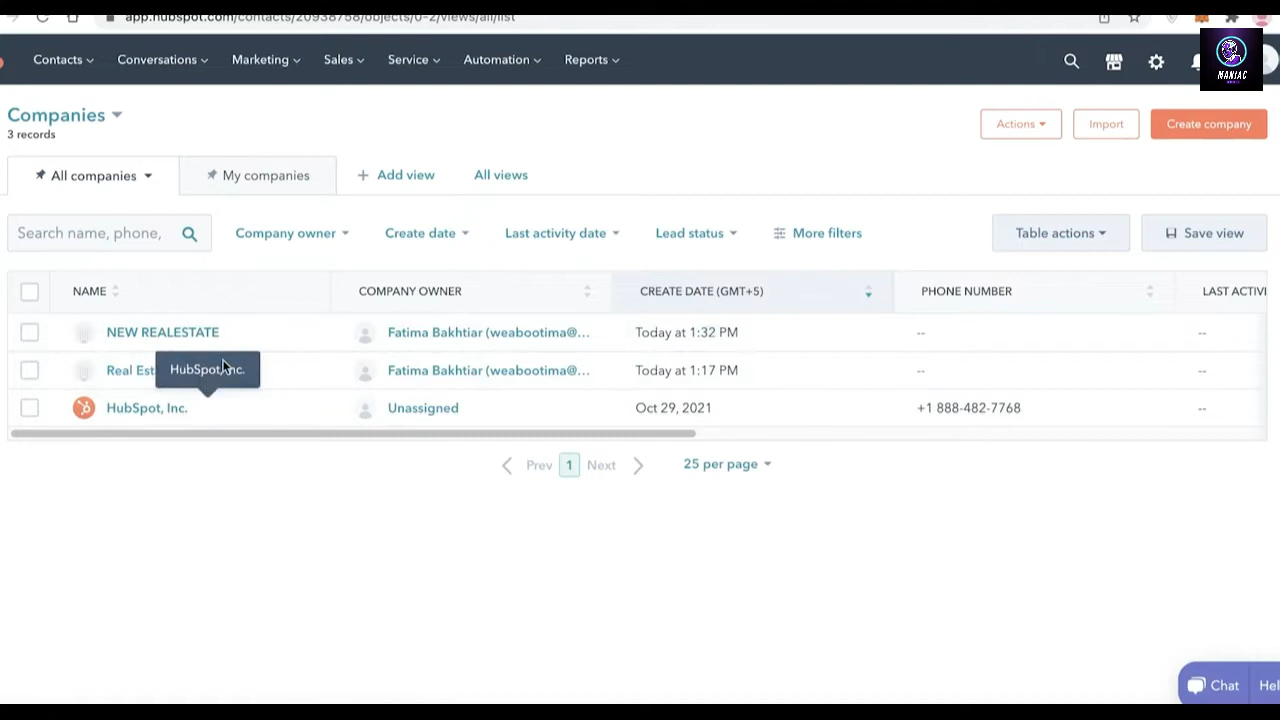 app.hubspot.com/contacts/20938758/objects/0-2/views/all/list
Contacts Conversations Marketing Sales Service Automation Reports
MANIAC
Companies
3 records
Actions Import Create company
All companies My companies + Add view All views
Search name, phone, Company owner Create date Last activity date Lead status More filters Table actions Save view
NAME COMPANY OWNER CREATE DATE (GMT+5) PHONE NUMBER LAST ACTIVI
NEW REALESTATE Fatima Bakhtiar (weabootima@... Today at 1:32 PM -- --
Real Est Fatima Bakhtiar (weabootima@... Today at 1:17 PM -- --
HubSpot, Inc.
HubSpot, Inc. Unassigned Oct 29, 2021 +1 888-482-7768 --
Prev 1 Next 25 per page
Chat Hel